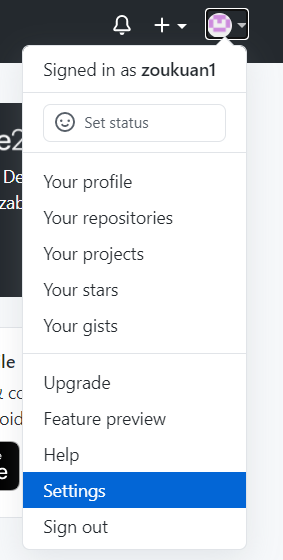 Signed in as zoukuan1
Set status
Your profile
Your repositories
Your projects
Your stars
Your gists
Upgrade
Feature preview
Help
Settings
Sign out